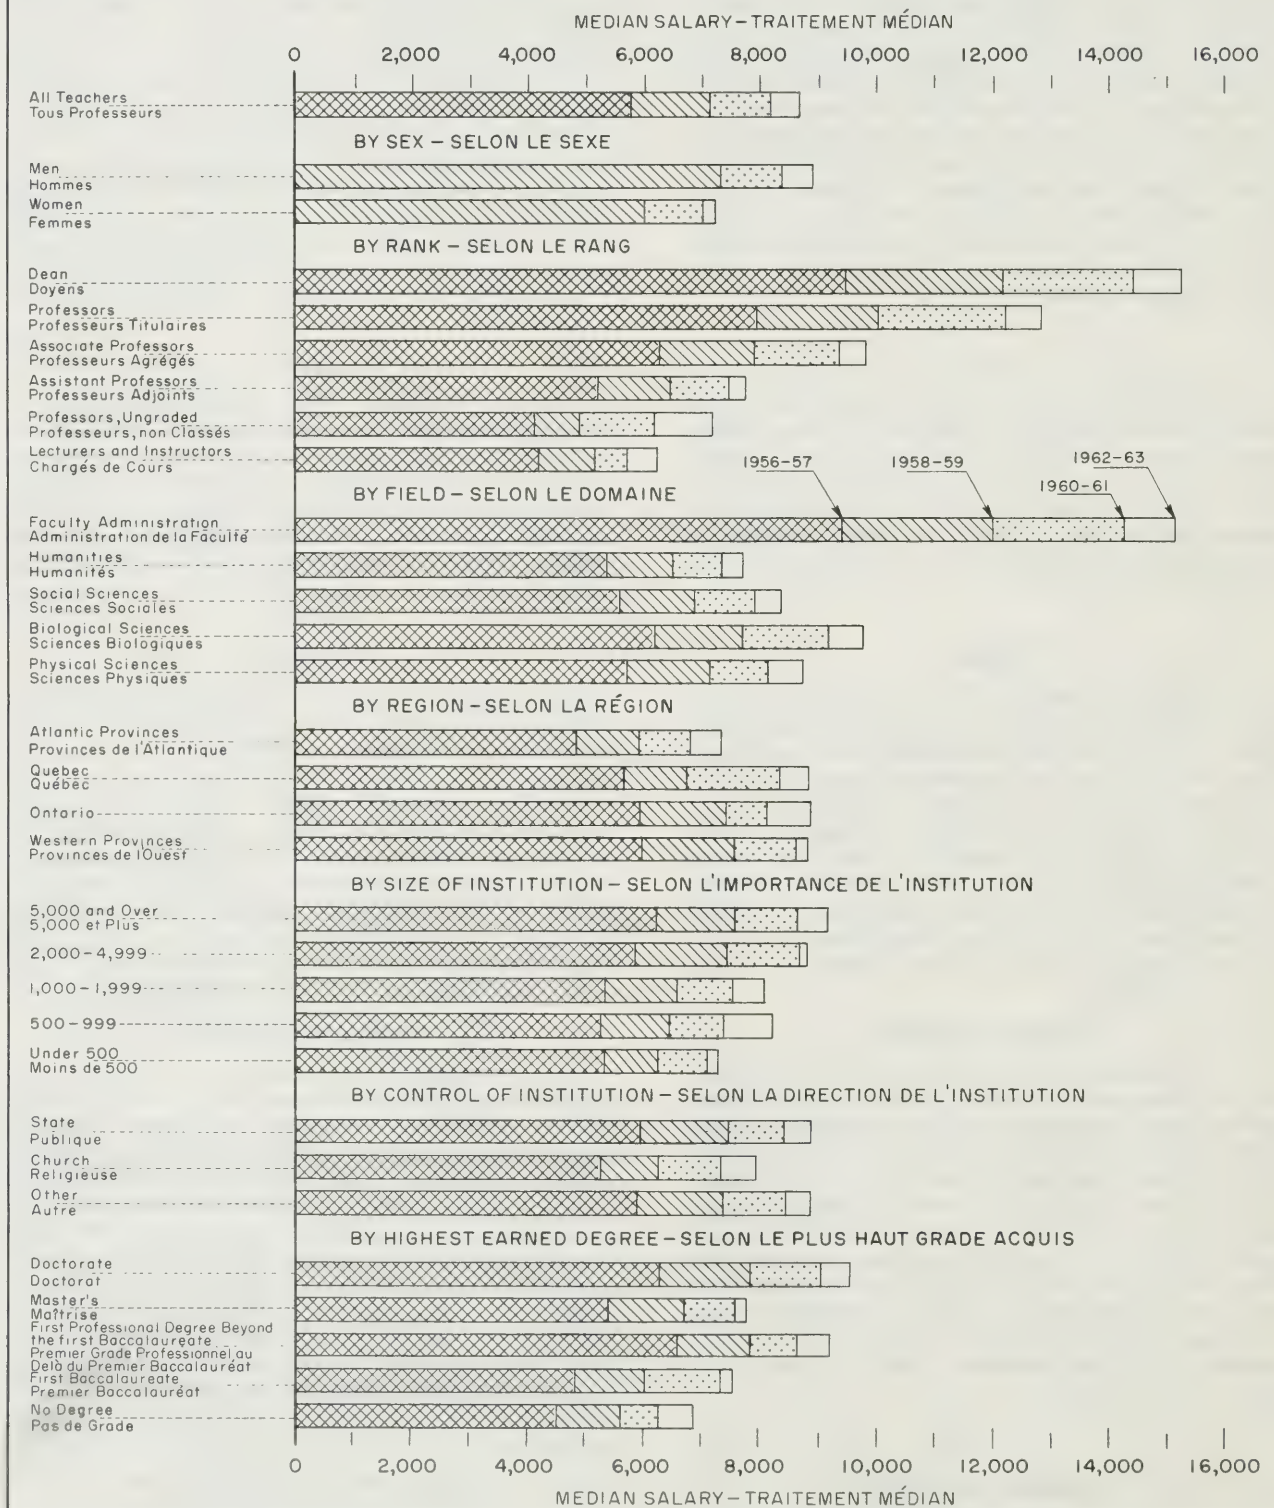 MEDIAN SALARY-TRAITEMENT MÉDIAN
0 2,000 4,000 6,000 8,000 10,000 12,000 14,000 16,000
All Teachers
Tous Professeurs
BY SEX - SELON LE SEXE
Men
Hommes
Women
Femmes
BY RANK - SELON LE RANG
Dean
Doyens
Professors
Professeurs Titulaires
Associate Professors
Professeurs Agrégés
Assistant Professors
Professeurs Adjoints
Professors, Ungraded
Professeurs, non Classés
Lecturers and Instructors
Chargés de Cours
1956-57 1958-59 1960-61 1962-63
BY FIELD - SELON LE DOMAINE
Faculty Administration
Administration de la Faculté
Humanities
Humanités
Social Sciences
Sciences Sociales
Biological Sciences
Sciences Biologiques
Physical Sciences
Sciences Physiques
BY REGION - SELON LA RÉGION
Atlantic Provinces
Provinces de l'Atlantique
Quebec
Québec
Ontario
Western Provinces
Provinces de l'Ouest
BY SIZE OF INSTITUTION - SELON L'IMPORTANCE DE L'INSTITUTION
5,000 and Over
5,000 et Plus
2,000-4,999
1,000-1,999
500-999
Under 500
Moins de 500
BY CONTROL OF INSTITUTION - SELON LA DIRECTION DE L'INSTITUTION
State
Publique
Church
Religieuse
Other
Autre
BY HIGHEST EARNED DEGREE - SELON LE PLUS HAUT GRADE ACQUIS
Doctorate
Doctorat
Master's
Maîtrise
First Professional Degree Beyond
the first Baccalaureate
Premier Grade Professionnel au
Delà du Premier Baccalauréat
First Baccalaureate
Premier Baccalauréat
No Degree
Pas de Grade
0 2,000 4,000 6,000 8,000 10,000 12,000 14,000 16,000
MEDIAN SALARY-TRAITEMENT MÉDIAN